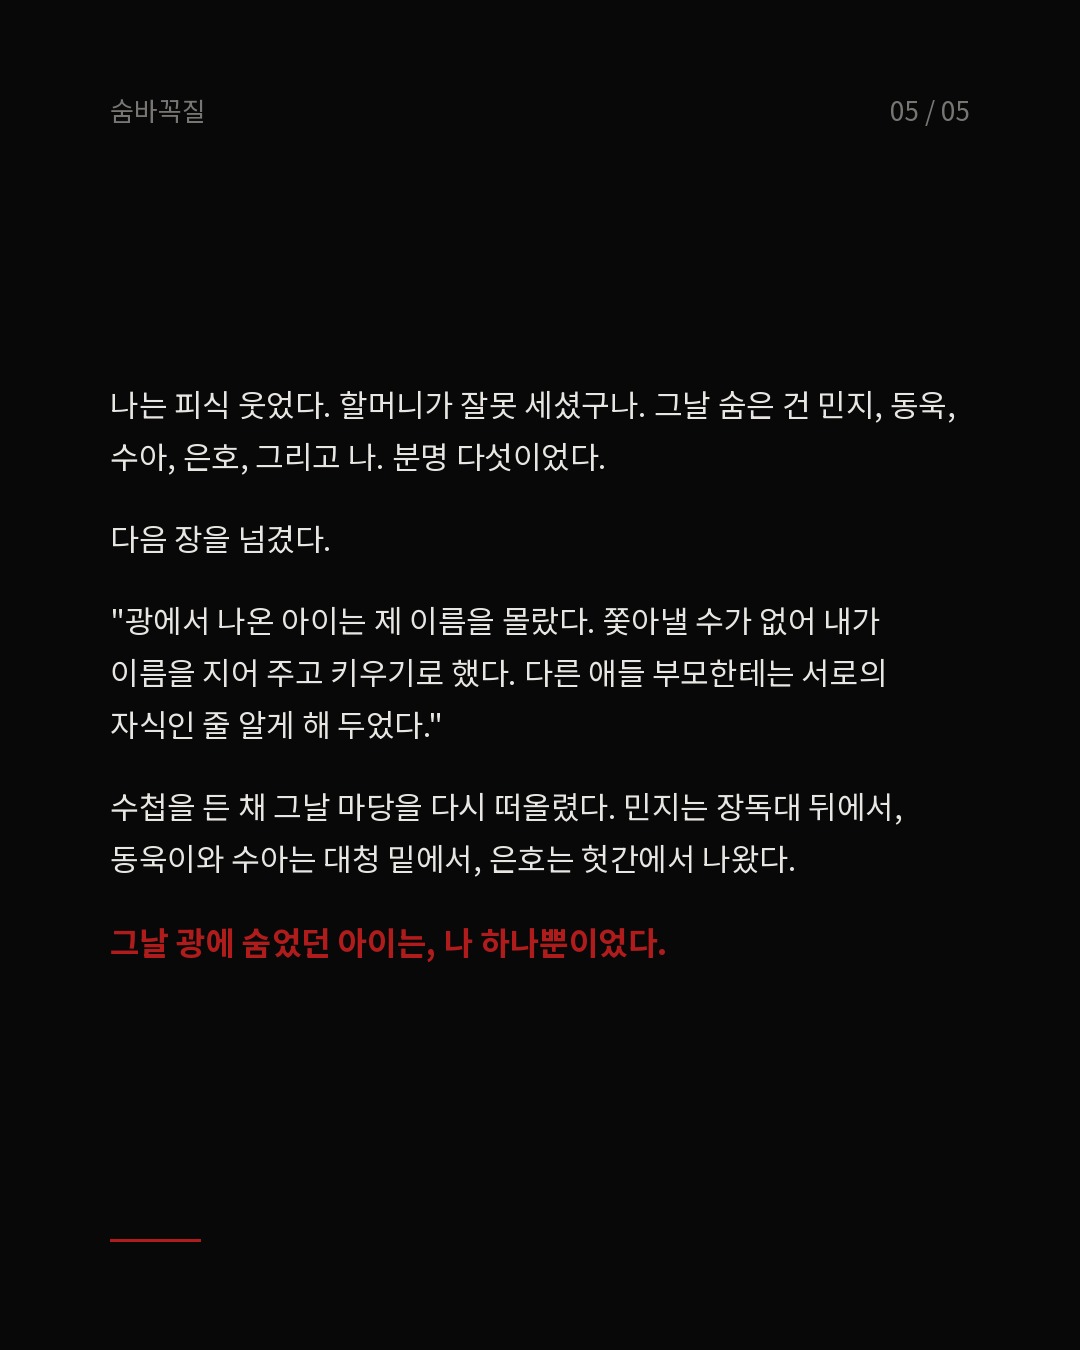 숨바꼭질
05 / 05
나는 피식 웃었다. 할머니가 잘못 세셨구나. 그날 숨은 건 민지, 동욱,
수아, 은호, 그리고 나. 분명 다섯이었다.
다음 장을 넘겼다.
"광에서 나온 아이는 제 이름을 몰랐다. 쫓아낼 수가 없어 내가
이름을 지어 주고 키우기로 했다. 다른 애들 부모한테는 서로의
자식인 줄 알게 해 두었다."
수첩을 든 채 그날 마당을 다시 떠올렸다. 민지는 장독대 뒤에서,
동욱이와 수아는 대청 밑에서, 은호는 헛간에서 나왔다.
그날 광에 숨었던 아이는, 나 하나뿐이었다.